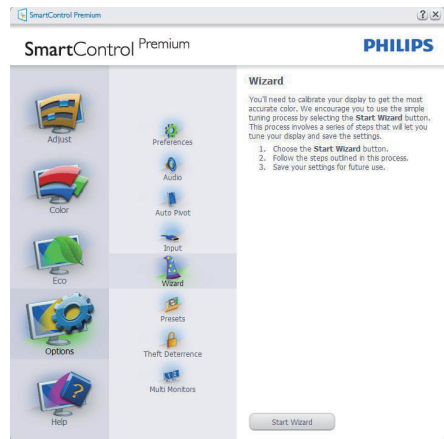 SmartControl Premium
SmartControl Premium
PHILIPS
Adjust
Color
Eco
Options
Help
Preferences
Audio
Auto Pivot
Input
Wizard
Presets
Theft Deterrence
Multi Monitors
Wizard
You'll need to calibrate your display to get the most
accurate color. We encourage you to use the simple
tuning process by selecting the Start Wizard button.
This process involves a series of steps that will let you
tune your display and save the settings.
1. Choose the Start Wizard button.
2. Follow the steps outlined in this process.
3. Save your settings for future use.
Start Wizard